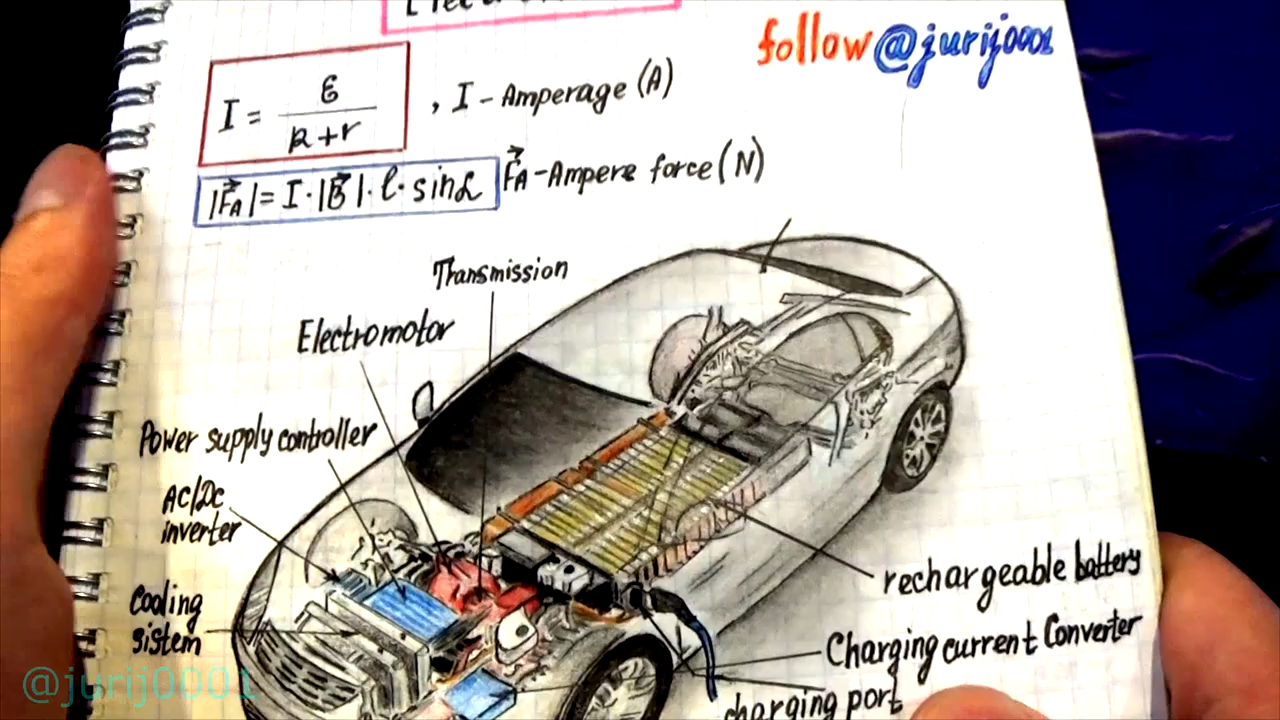 follow @jurij0001
I = ε / R+r , I - Amperage (A)
|F⃗A| = I · |B⃗| · l · sinα F⃗A - Ampere force (N)
Transmission
Electromotor
Power supply controller
AC/DC
inverter
Cooling
sistem
rechargeable battery
Charging current Converter
charging port
@jurij0001